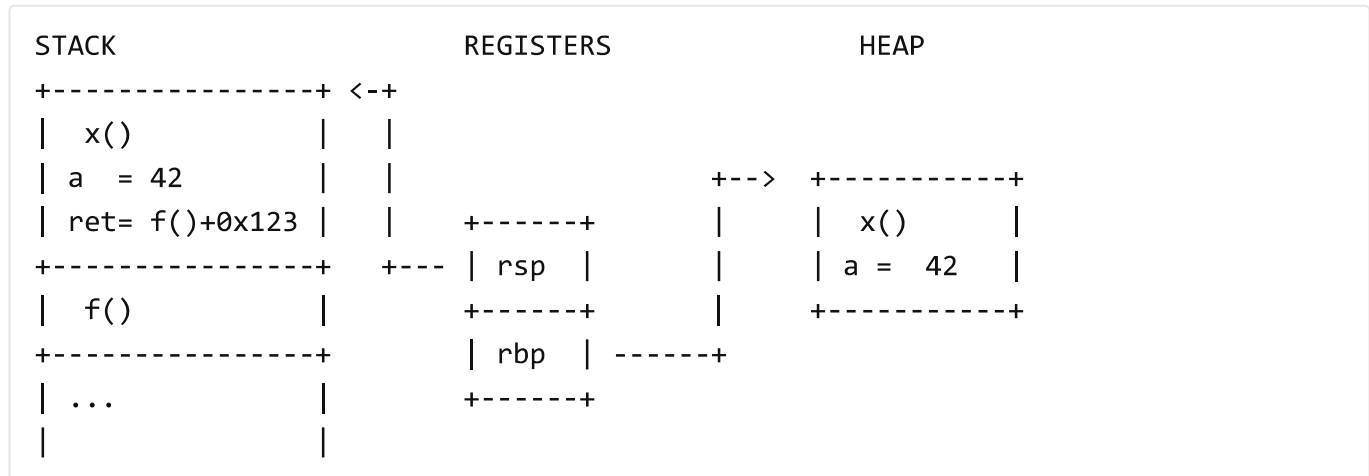 STACK                      REGISTERS               HEAP
+-----------------+ <-+
|   x()            |   |
| a  = 42          |   |                    +-->  +-----------+
| ret= f()+0x123   |   |    +------+        |     |   x()      |
+-----------------+   +--- | rsp  |        |     | a =  42    |
|   f()            |        +------+        |     +-----------+
+-----------------+        | rbp  | ------+
| ...              |        +------+
|                  |